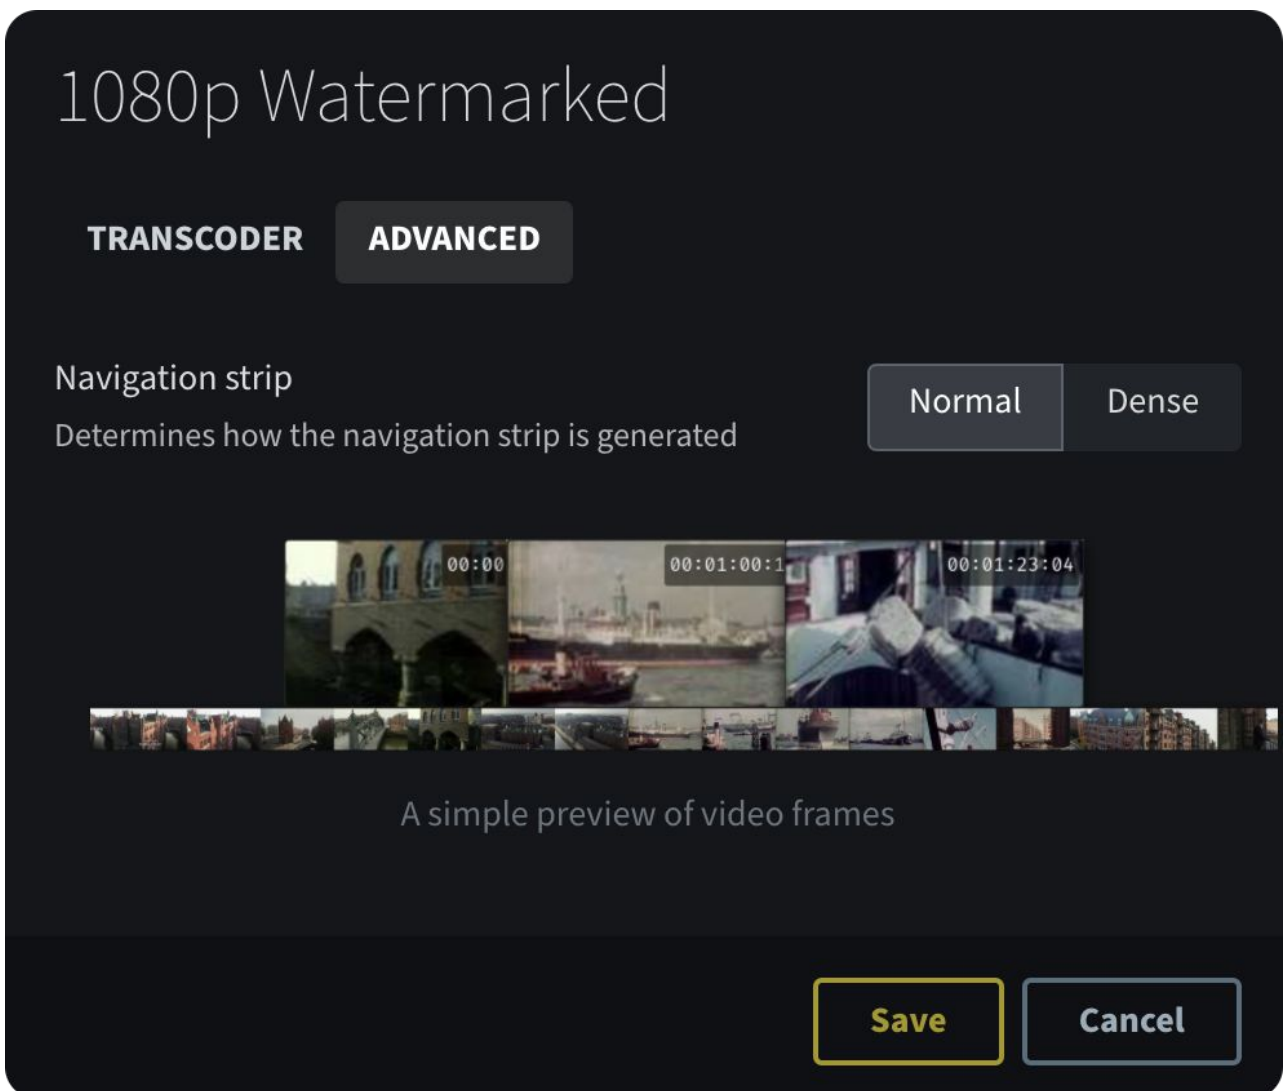 1080p Watermarked
TRANSCODER ADVANCED
Navigation strip
Determines how the navigation strip is generated
Normal Dense
00:00 00:01:00:1 00:01:23:04
A simple preview of video frames
Save Cancel